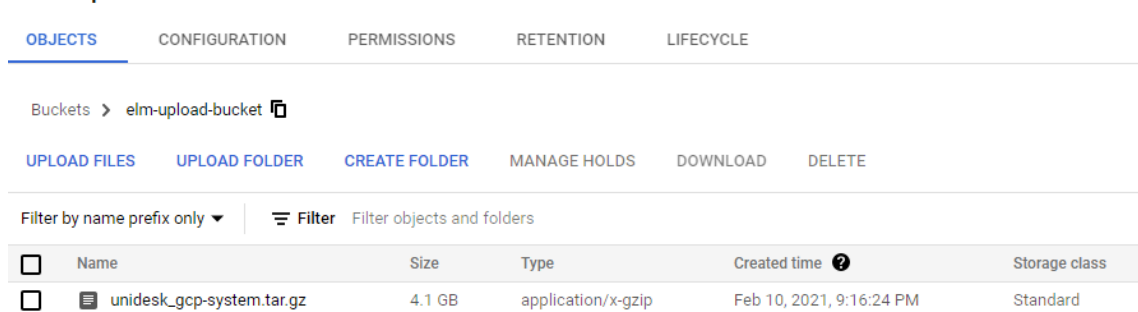 OBJECTS CONFIGURATION PERMISSIONS RETENTION LIFECYCLE
Buckets > elm-upload-bucket
UPLOAD FILES UPLOAD FOLDER CREATE FOLDER MANAGE HOLDS DOWNLOAD DELETE
Filter by name prefix only Filter Filter objects and folders
Name Size Type Created time ? Storage class
unidesk_gcp-system.tar.gz 4.1 GB application/x-gzip Feb 10, 2021, 9:16:24 PM Standard